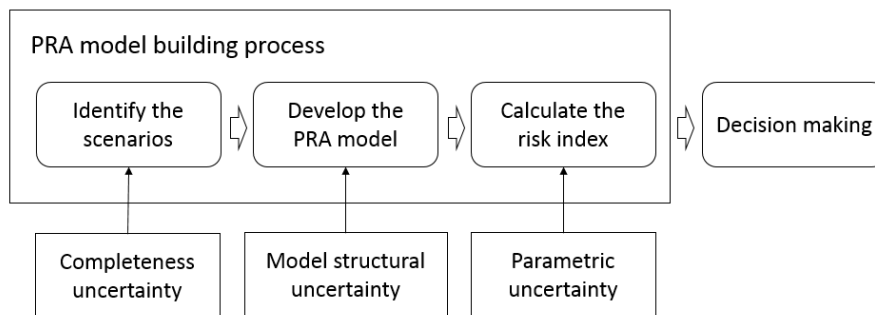 PRA model building process
Identify the
scenarios
Develop the
PRA model
Calculate the
risk index
Decision making
Completeness
uncertainty
Model structural
uncertainty
Parametric
uncertainty